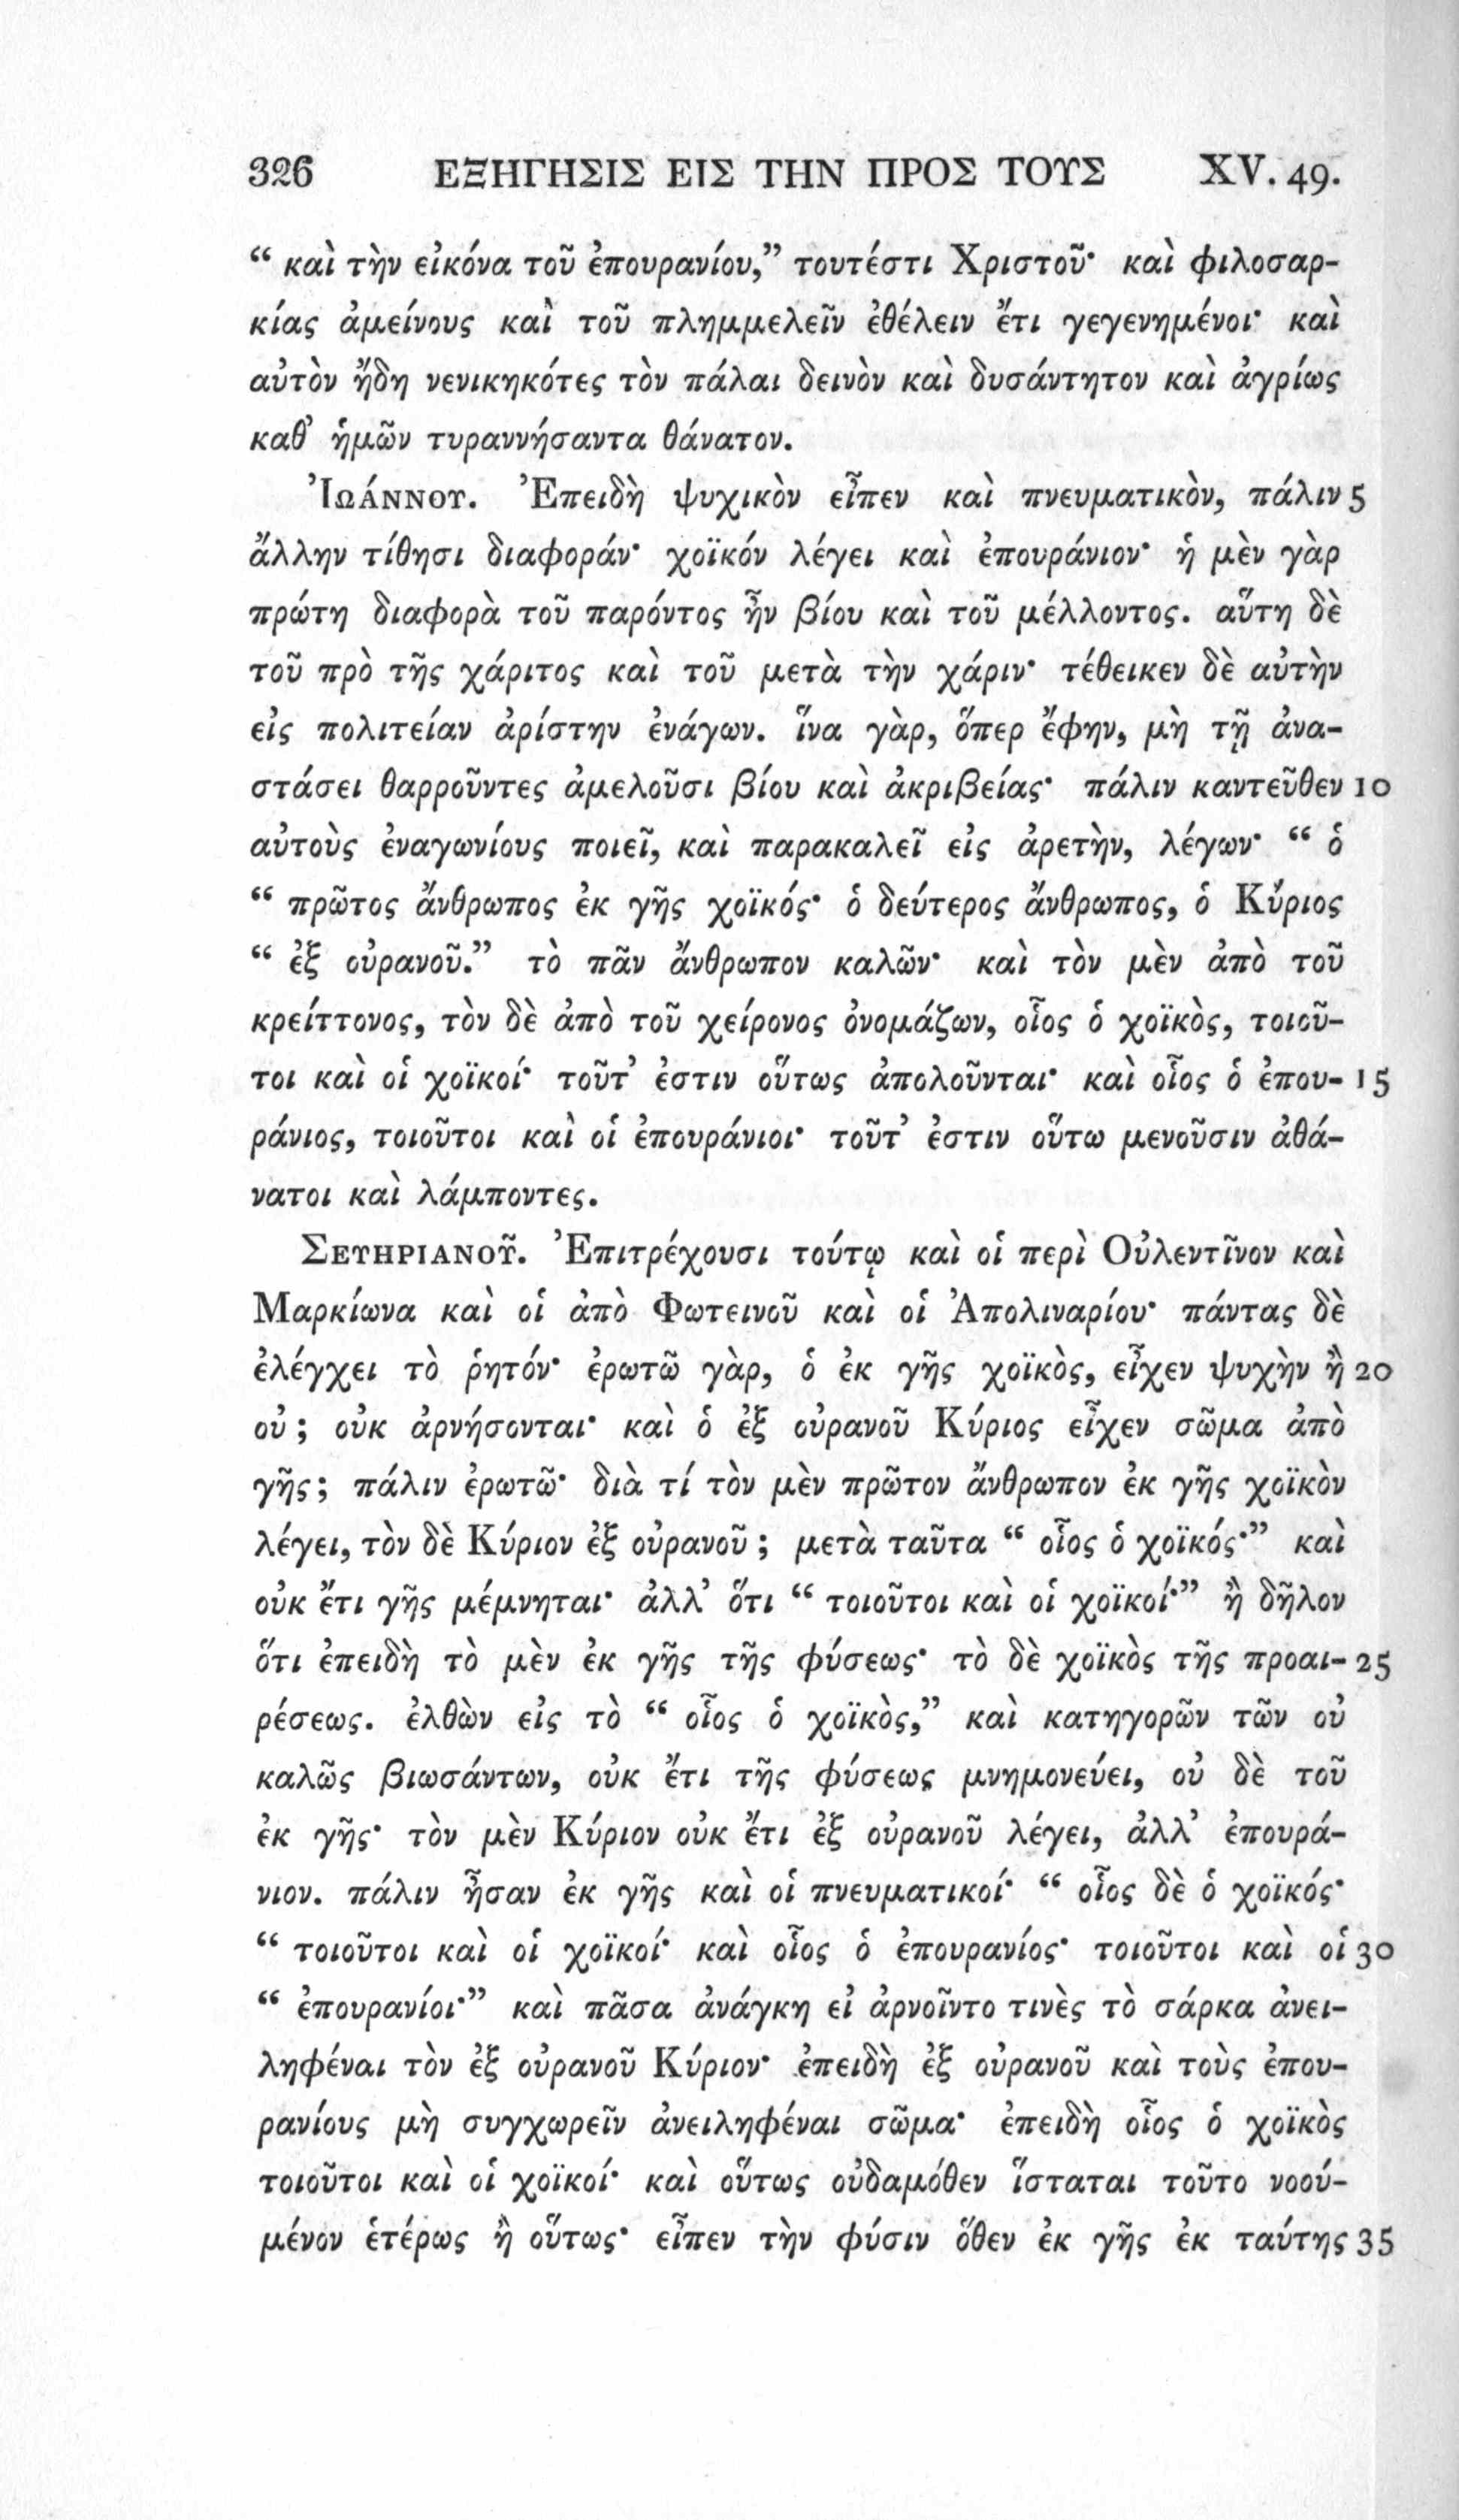 326 ΕΞΗΓΗΣΙΣ ΕΙΣ ΤΗΝ ΠΡΟΣ ΤΟΥΣ XV. 49.
“ καὶ τὴν εἰκόνα τοῦ ἐπουρανίου,” τουτέστι Χριστοῦ· καὶ φιλοσαρ-
κίας ἀμείνους καὶ τοῦ πλημμελεῖν ἐθέλειν ἔτι γεγενημένοι· καὶ
αὐτὸν ἤδη νενικηκότες τὸν πάλαι δεινὸν καὶ δυσάντητον καὶ ἀγρίως
καθ’ ἡμῶν τυραννήσαντα θάνατον.
Ἰωάννου. Ἐπειδὴ ψυχικὸν εἶπεν καὶ πνευματικὸν, πάλιν 5
ἄλλην τίθησι διαφοράν· χοϊκόν λέγει καὶ ἐπουράνιον· ἡ μὲν γὰρ
πρώτη διαφορὰ τοῦ παρόντος ἦν βίου καὶ τοῦ μέλλοντος. αὕτη δὲ
τοῦ πρὸ τῆς χάριτος καὶ τοῦ μετὰ τὴν χάριν· τέθεικεν δὲ αὐτὴν
εἰς πολιτείαν ἀρίστην ἐνάγων. ἵνα γὰρ, ὅπερ ἔφην, μὴ τῇ ἀνα-
στάσει θαρροῦντες ἀμελοῦσι βίου καὶ ἀκριβείας· πάλιν καντεῦθεν 10
αὐτοὺς ἐναγωνίους ποιεῖ, καὶ παρακαλεῖ εἰς ἀρετὴν, λέγων· “ ὁ
“ πρῶτος ἄνθρωπος ἐκ γῆς χοϊκός· ὁ δεύτερος ἄνθρωπος, ὁ Κύριος
“ ἐξ οὐρανοῦ.” τὸ πᾶν ἄνθρωπον καλῶν· καὶ τὸν μὲν ἀπὸ τοῦ
κρείττονος, τὸν δὲ ἀπὸ τοῦ χείρονος ὀνομάζων, οἷος ὁ χοϊκὸς, τοιοῦ-
τοι καὶ οἱ χοϊκοί· τοῦτ’ ἐστιν οὕτως ἀπολοῦνται· καὶ οἷος ὁ ἐπου- 15
ράνιος, τοιοῦτοι καὶ οἱ ἐπουράνιοι· τοῦτ’ ἐστιν οὕτω μενοῦσιν ἀθά-
νατοι καὶ λάμποντες.
Σευηριανοῦ. Ἐπιτρέχουσι τούτῳ καὶ οἱ περὶ Οὐλεντῖνον καὶ
Μαρκίωνα καὶ οἱ ἀπὸ Φωτεινοῦ καὶ οἱ Ἀπολιναρίου· πάντας δὲ
ἐλέγχει τὸ ῥητόν· ἐρωτῶ γὰρ, ὁ ἐκ γῆς χοϊκὸς, εἶχεν ψυχὴν ἢ 20
οὐ ; οὐκ ἀρνήσονται· καὶ ὁ ἐξ οὐρανοῦ Κύριος εἶχεν σῶμα ἀπὸ
γῆς ; πάλιν ἐρωτῶ· διὰ τί τὸν μὲν πρῶτον ἄνθρωπον ἐκ γῆς χοϊκὸν
λέγει, τὸν δὲ Κύριον ἐξ οὐρανοῦ ; μετὰ ταῦτα “ οἷος ὁ χοϊκός·” καὶ
οὐκ ἔτι γῆς μέμνηται· ἀλλ’ ὅτι “ τοιοῦτοι καὶ οἱ χοϊκοί·” ἢ δῆλον
ὅτι ἐπειδὴ τὸ μὲν ἐκ γῆς τῆς φύσεως· τὸ δὲ χοϊκὸς τῆς προαι- 25
ρέσεως. ἐλθὼν εἰς τὸ “ οἷος ὁ χοϊκὸς,” καὶ κατηγορῶν τῶν οὐ
καλῶς βιωσάντων, οὐκ ἔτι τῆς φύσεως μνημονεύει, οὐ δὲ τοῦ
ἐκ γῆς· τὸν μὲν Κύριον οὐκ ἔτι ἐξ οὐρανοῦ λέγει, ἀλλ’ ἐπουρά-
νιον. πάλιν ἦσαν ἐκ γῆς καὶ οἱ πνευματικοί· “ οἷος δὲ ὁ χοϊκός·
“ τοιοῦτοι καὶ οἱ χοϊκοί· καὶ οἷος ὁ ἐπουρανίος· τοιοῦτοι καὶ οἱ 30
“ ἐπουρανίοι·” καὶ πᾶσα ἀνάγκη εἰ ἀρνοῖντο τινὲς τὸ σάρκα ἀνει-
ληφέναι τὸν ἐξ οὐρανοῦ Κύριον· ἐπειδὴ ἐξ οὐρανοῦ καὶ τοὺς ἐπου-
ρανίους μὴ συγχωρεῖν ἀνειληφέναι σῶμα· ἐπειδὴ οἷος ὁ χοϊκὸς
τοιοῦτοι καὶ οἱ χοϊκοί· καὶ οὕτως οὐδαμόθεν ἵσταται τοῦτο νοού-
μένον ἑτέρως ἢ οὕτως· εἶπεν τὴν φύσιν ὅθεν ἐκ γῆς ἐκ ταύτης 35